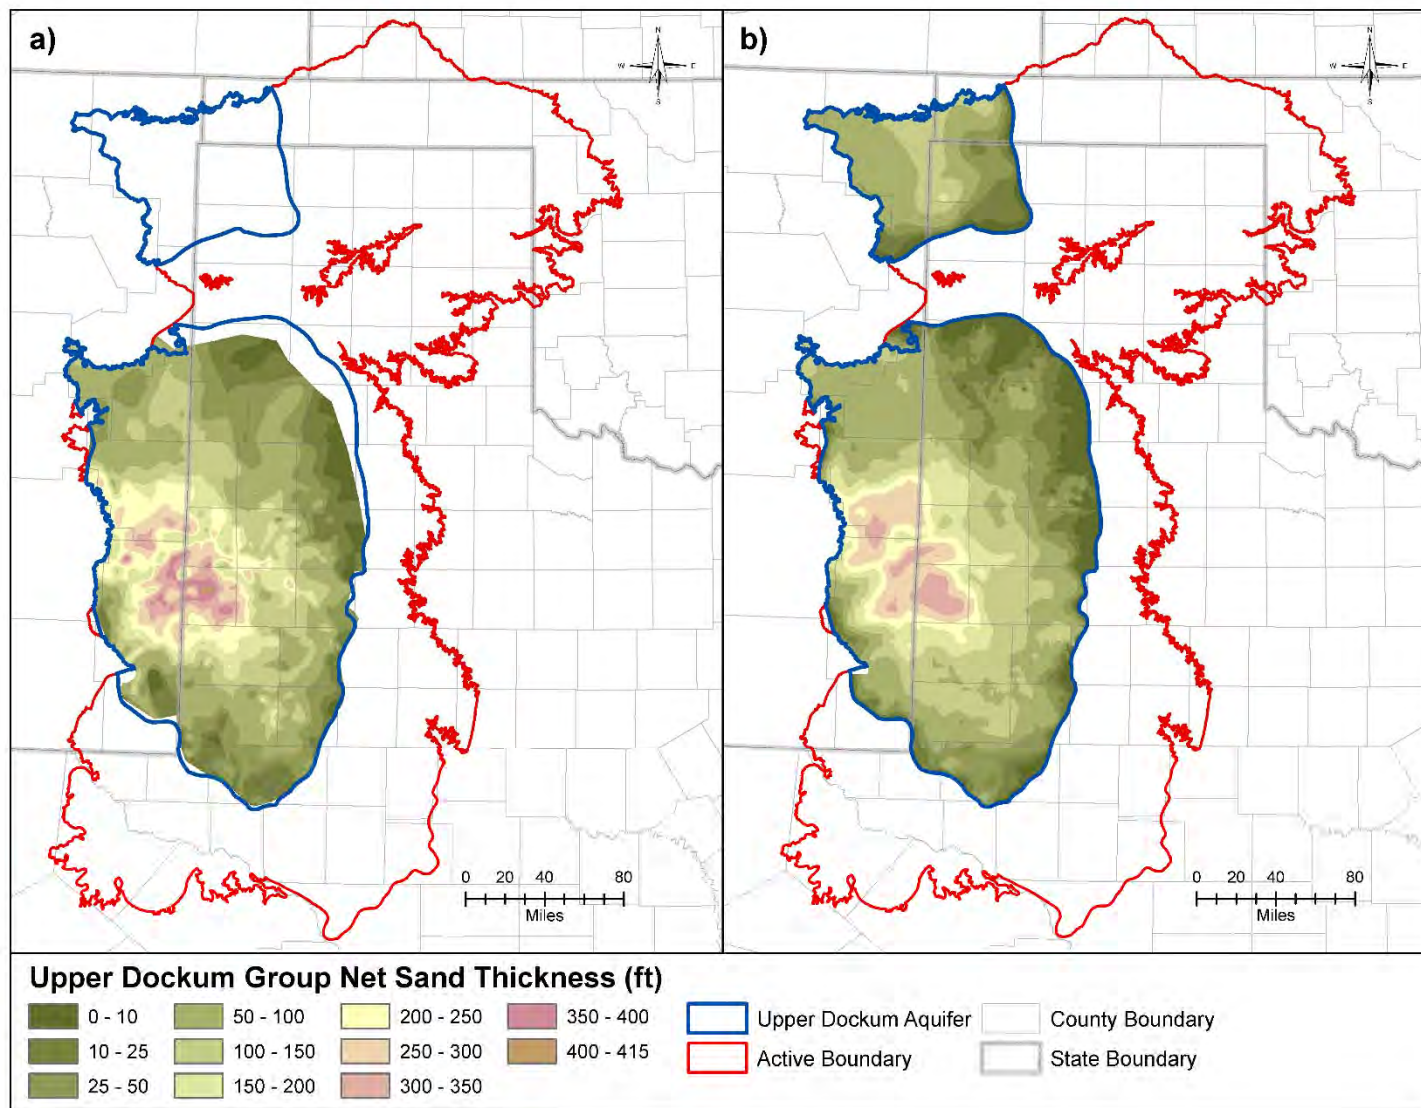 a)
N
W E
S
b)
N
W E
S
0 20 40 80
Miles
0 20 40 80
Miles
Upper Dockum Group Net Sand Thickness (ft)
0 - 10 50 - 100 200 - 250 350 - 400 Upper Dockum Aquifer County Boundary
10 - 25 100 - 150 250 - 300 400 - 415 Active Boundary State Boundary
25 - 50 150 - 200 300 - 350